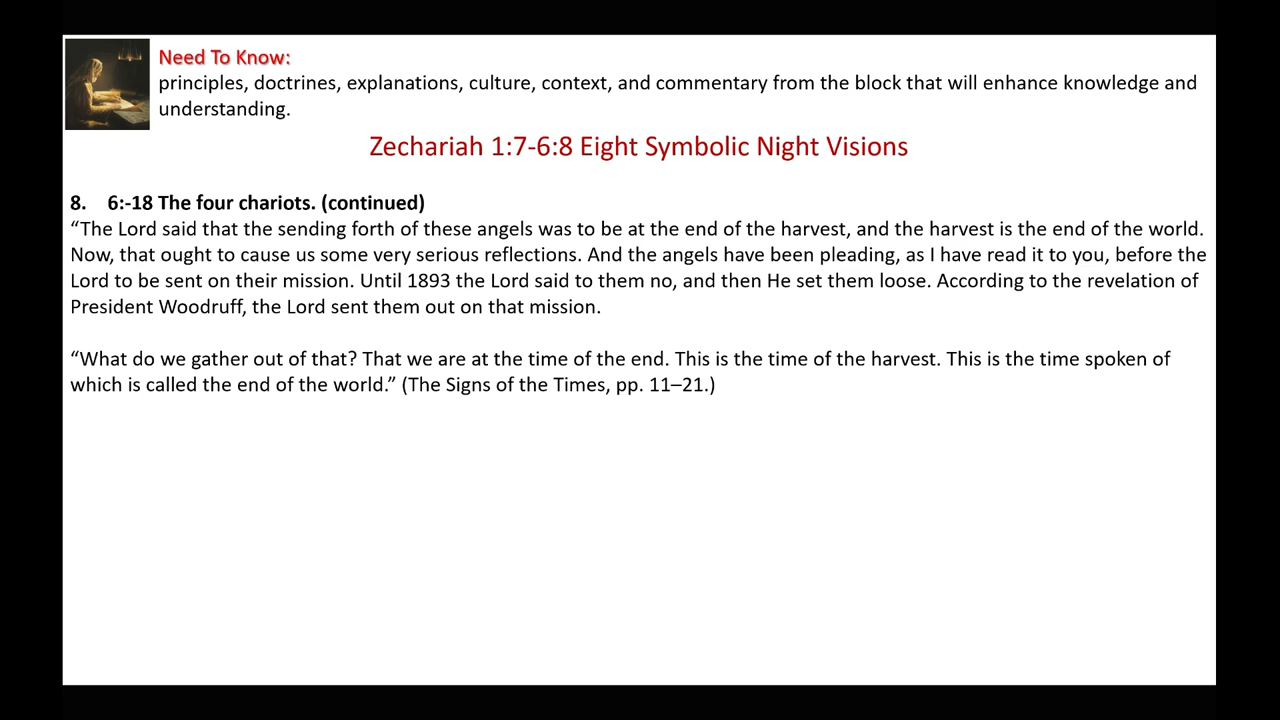 Need To Know:
principles, doctrines, explanations, culture, context, and commentary from the block that will enhance knowledge and
understanding.
Zechariah 1:7-6:8 Eight Symbolic Night Visions
8. 6:-18 The four chariots. (continued)
“The Lord said that the sending forth of these angels was to be at the end of the harvest, and the harvest is the end of the world.
Now, that ought to cause us some very serious reflections. And the angels have been pleading, as I have read it to you, before the
Lord to be sent on their mission. Until 1893 the Lord said to them no, and then He set them loose. According to the revelation of
President Woodruff, the Lord sent them out on that mission.
“What do we gather out of that? That we are at the time of the end. This is the time of the harvest. This is the time spoken of
which is called the end of the world.” (The Signs of the Times, pp. 11–21.)